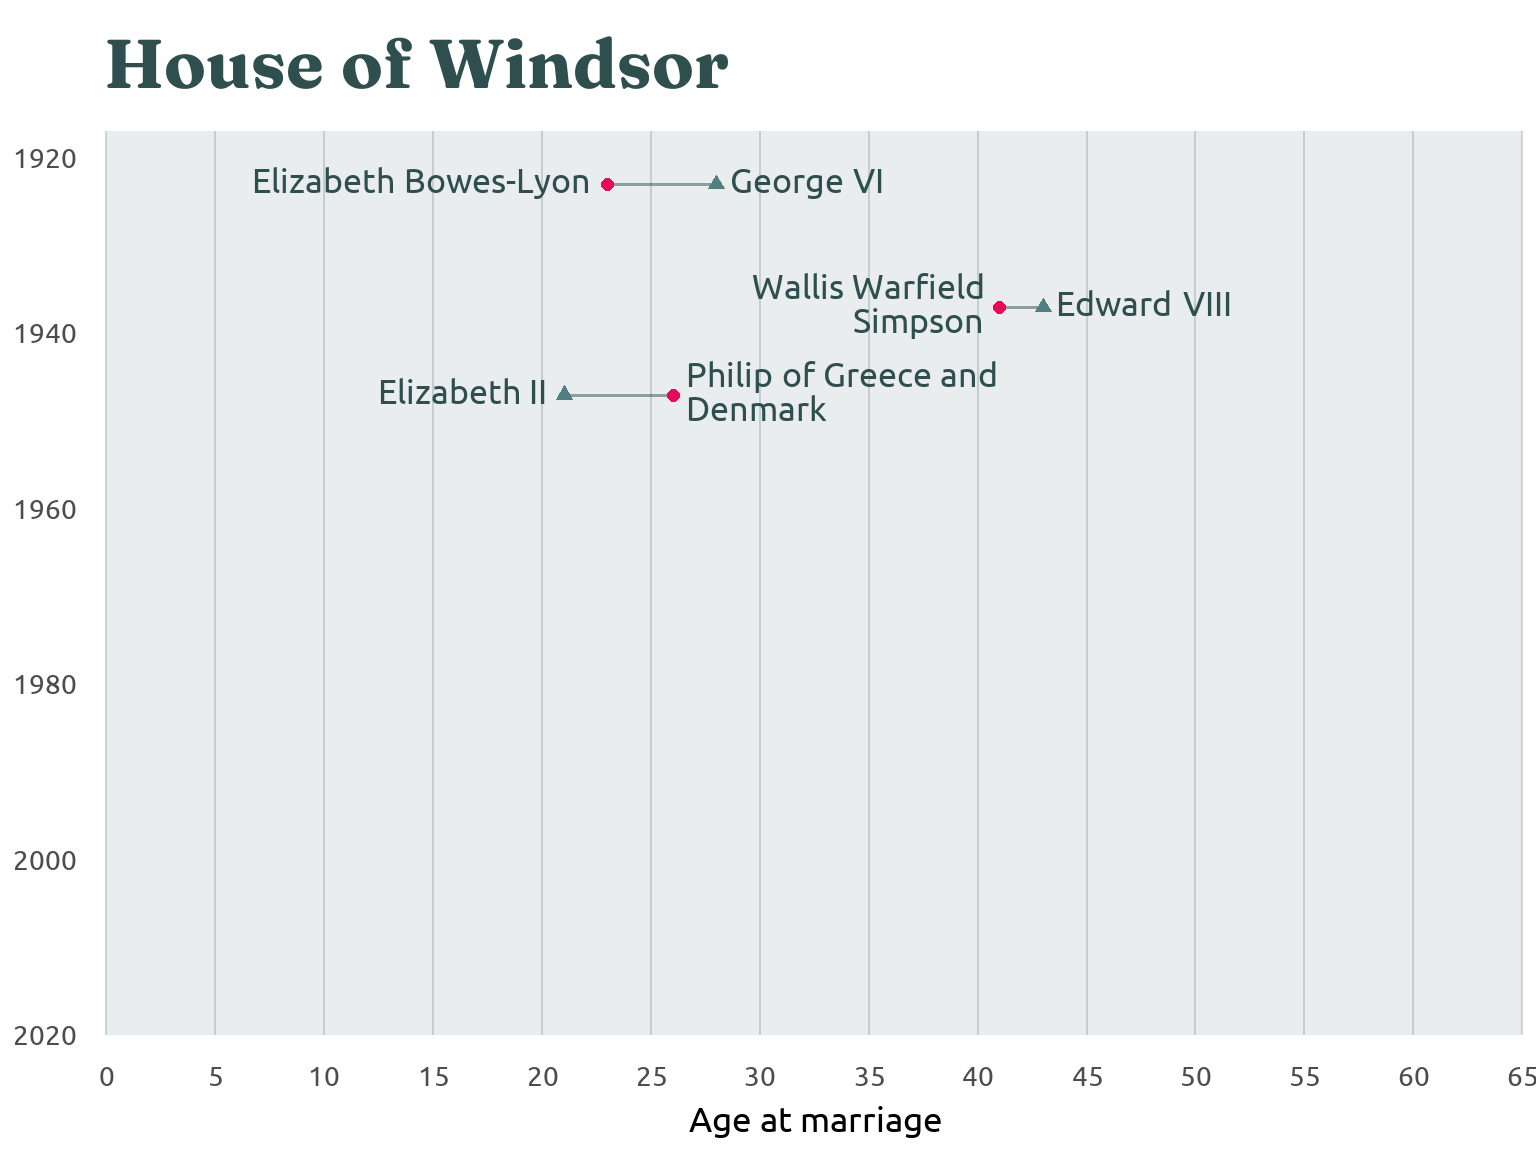 House of Windsor
1920
Elizabeth Bowes-Lyon
George VI
Wallis Warfield
Simpson
Edward VIII
1940
Elizabeth II
Philip of Greece and
Denmark
1960
1980
2000
2020
0 5 10 15 20 25 30 35 40 45 50 55 60 65
Age at marriage